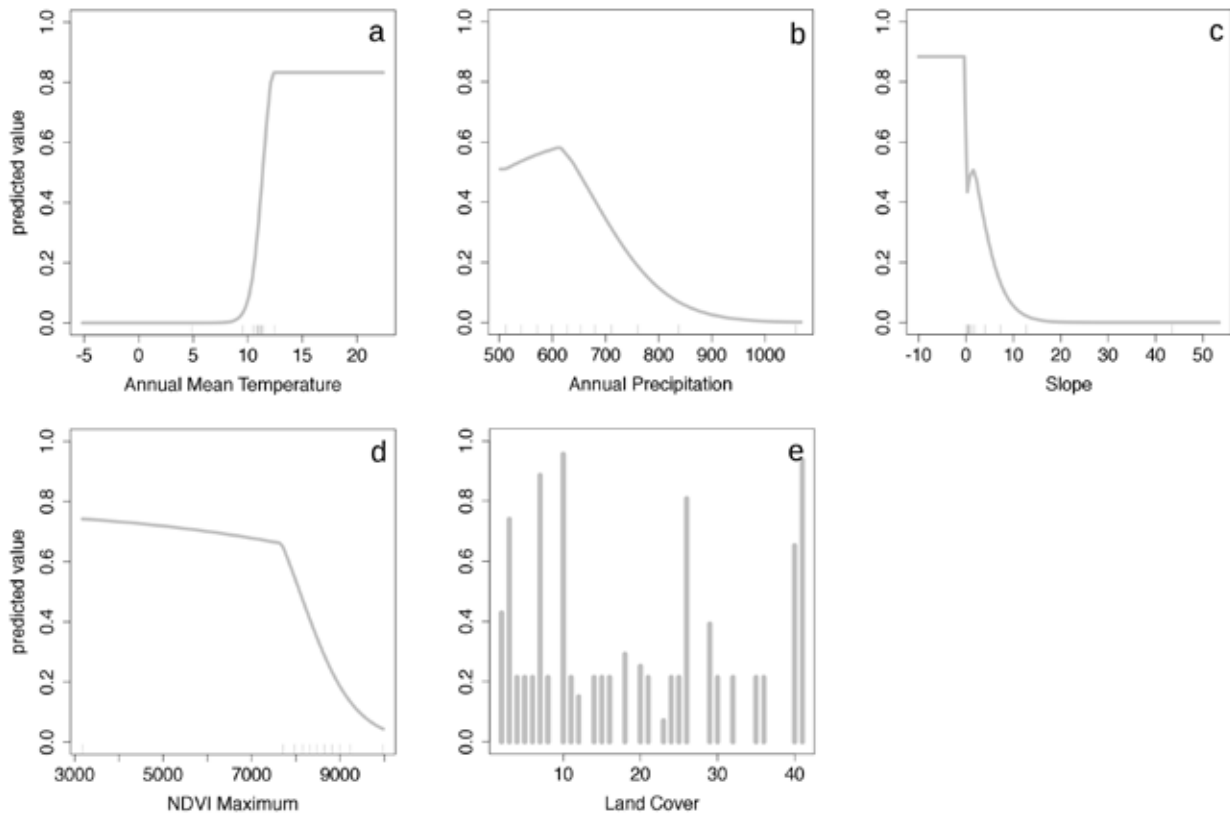 a
predicted value
0.0 0.2 0.4 0.6 0.8 1.0
-5 0 5 10 15 20
Annual Mean Temperature
b
0.0 0.2 0.4 0.6 0.8 1.0
500 600 700 800 900 1000
Annual Precipitation
c
0.0 0.2 0.4 0.6 0.8 1.0
-10 0 10 20 30 40 50
Slope
d
predicted value
0.0 0.2 0.4 0.6 0.8 1.0
3000 5000 7000 9000
NDVI Maximum
e
0.0 0.2 0.4 0.6 0.8 1.0
10 20 30 40
Land Cover